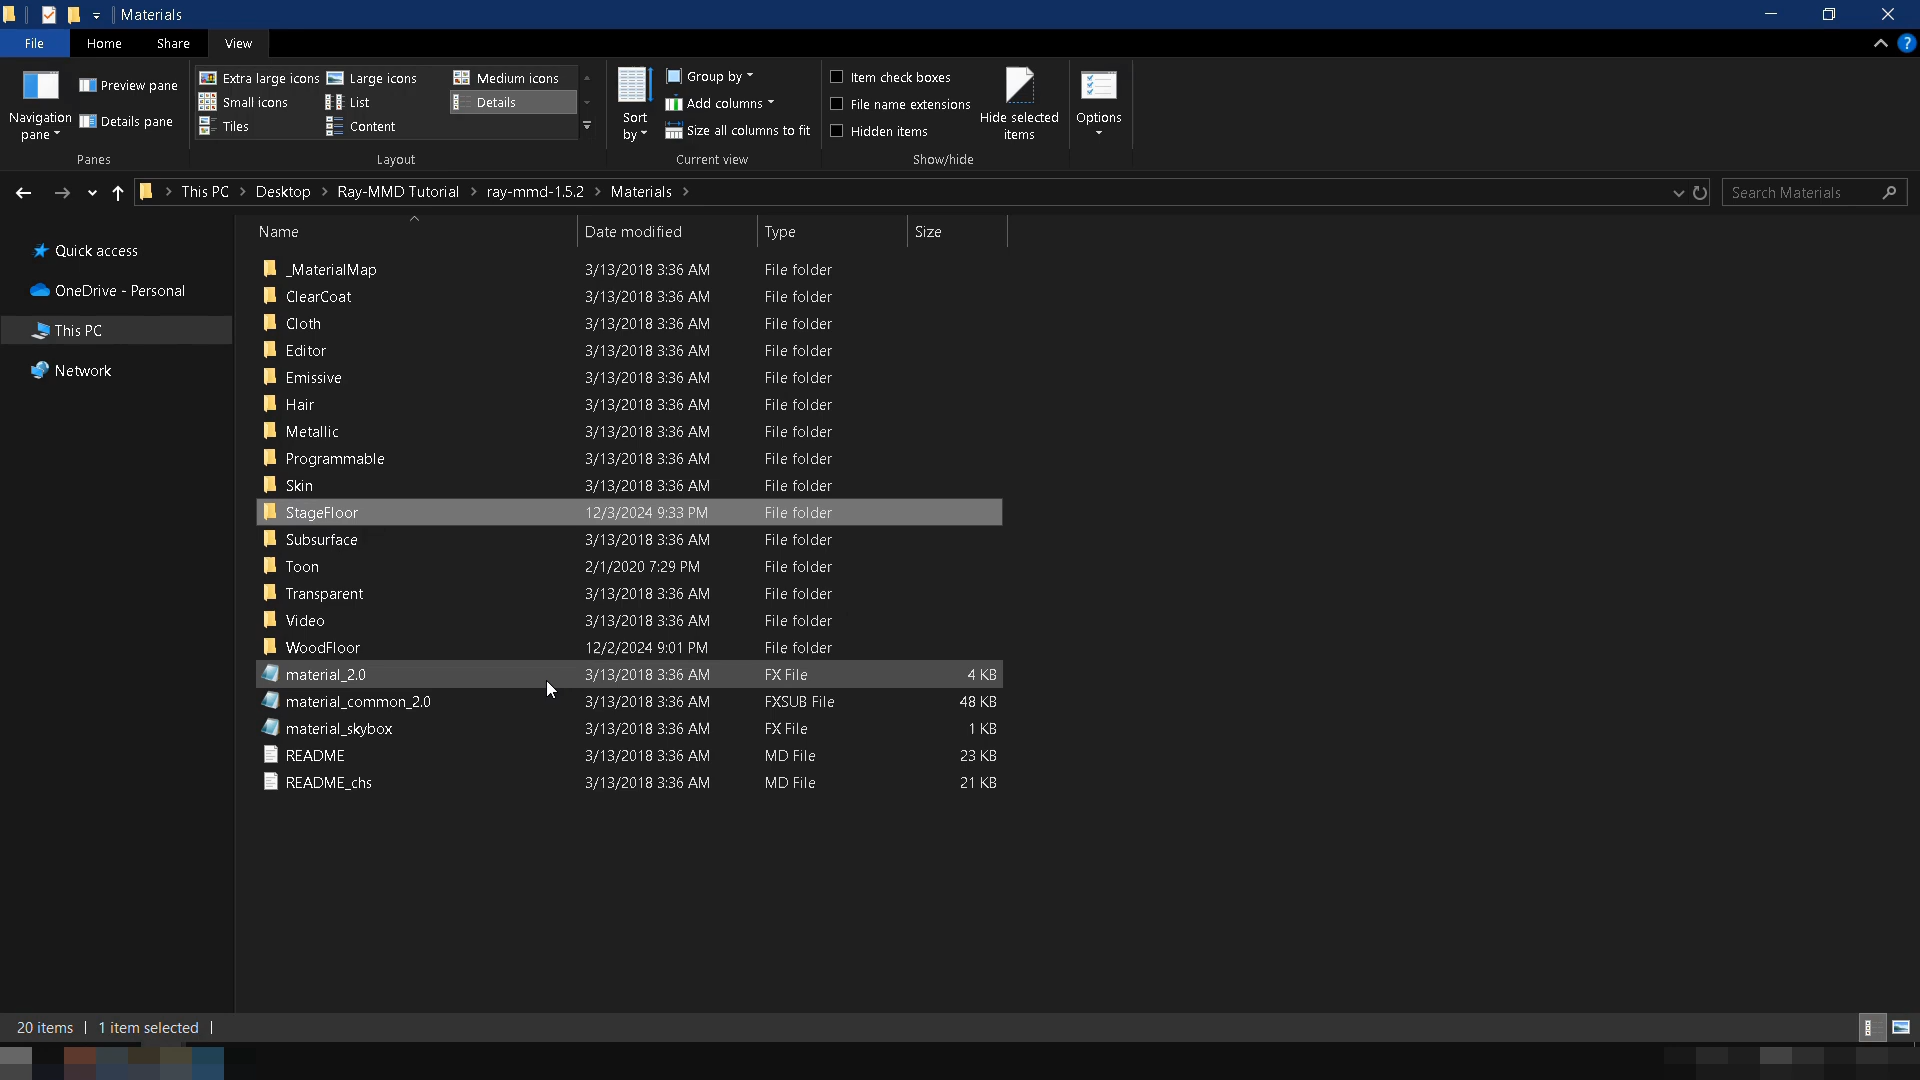 Materials
File Home Share View
Navigation pane
Preview pane
Details pane
Panes
Extra large icons Large icons Medium icons
Small icons List Details
Tiles Content
Layout
Sort by
Group by
Add columns
Size all columns to fit
Current view
Item check boxes
File name extensions
Hidden items
Hide selected items
Show/hide
Options
This PC > Desktop > Ray-MMD Tutorial > ray-mmd-1.5.2 > Materials >
Search Materials
Quick access
OneDrive - Personal
This PC
Network
Name Date modified Type Size
_MaterialMap 3/13/2018 3:36 AM File folder
ClearCoat 3/13/2018 3:36 AM File folder
Cloth 3/13/2018 3:36 AM File folder
Editor 3/13/2018 3:36 AM File folder
Emissive 3/13/2018 3:36 AM File folder
Hair 3/13/2018 3:36 AM File folder
Metallic 3/13/2018 3:36 AM File folder
Programmable 3/13/2018 3:36 AM File folder
Skin 3/13/2018 3:36 AM File folder
StageFloor 12/3/2024 9:33 PM File folder
Subsurface 3/13/2018 3:36 AM File folder
Toon 2/1/2020 7:29 PM File folder
Transparent 3/13/2018 3:36 AM File folder
Video 3/13/2018 3:36 AM File folder
WoodFloor 12/2/2024 9:01 PM File folder
material_2.0 3/13/2018 3:36 AM FX File 4 KB
material_common_2.0 3/13/2018 3:36 AM FXSUB File 48 KB
material_skybox 3/13/2018 3:36 AM FX File 1 KB
README 3/13/2018 3:36 AM MD File 23 KB
README_chs 3/13/2018 3:36 AM MD File 21 KB
20 items | 1 item selected |